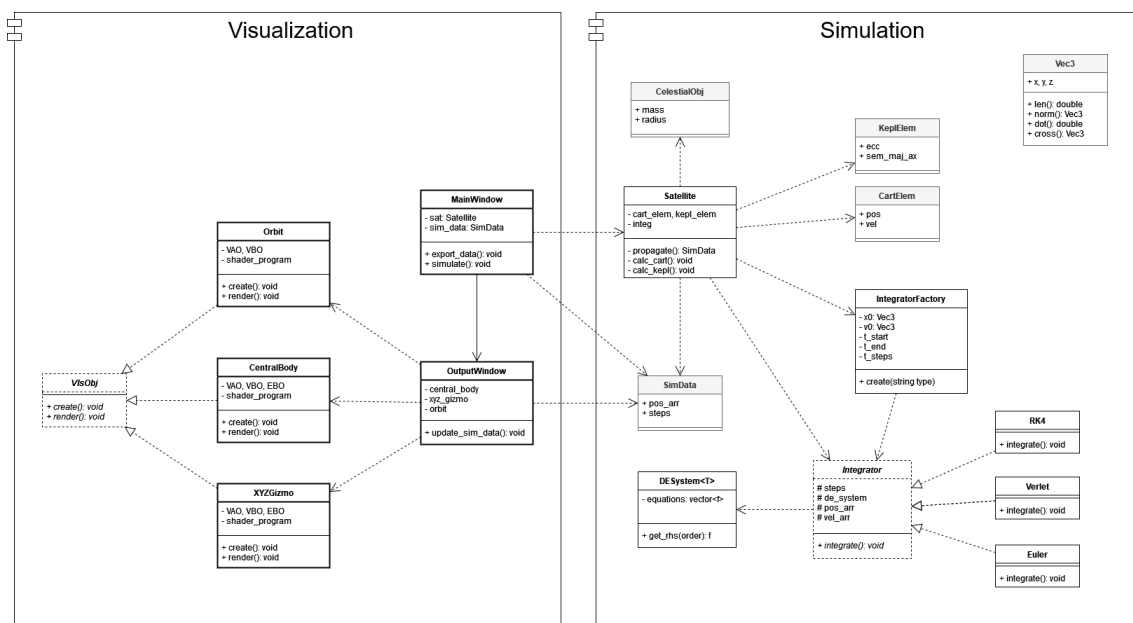 Visualization
MainWindow
- sat: Satellite
- sim_data: SimData
+ export_data(): void
+ simulate(): void
Orbit
- VAO, VBO
- shader_program
+ create(): void
+ render(): void
VIsObj
+ create(): void
+ render(): void
CentralBody
- VAO, VBO, EBO
- shader_program
+ create(): void
+ render(): void
OutputWindow
- central_body
- xyz_gizmo
- orbit
+ update_sim_data(): void
XYZGizmo
- VAO, VBO, EBO
- shader_program
+ create(): void
+ render(): void
Simulation
Vec3
+ x, y, z
+ len(): double
+ norm(): Vec3
+ dot(): double
+ cross(): Vec3
CelestialObj
+ mass
+ radius
KeplElem
+ ecc
+ sem_maj_ax
Satellite
- cart_elem, kepl_elem
- integ
- propagate(): SimData
- calc_cart(): void
- calc_kepl(): void
CartElem
+ pos
+ vel
IntegratorFactory
- x0: Vec3
- v0: Vec3
- t_start
- t_end
- t_steps
+ create(string type)
SimData
+ pos_arr
+ steps
DESystem<T>
- equations: vector<f>
+ get_rhs(order): f
Integrator
# steps
# de_system
# pos_arr
# vel_arr
+ integrate(): void
RK4
+ integrate(): void
Verlet
+ integrate(): void
Euler
+ integrate(): void